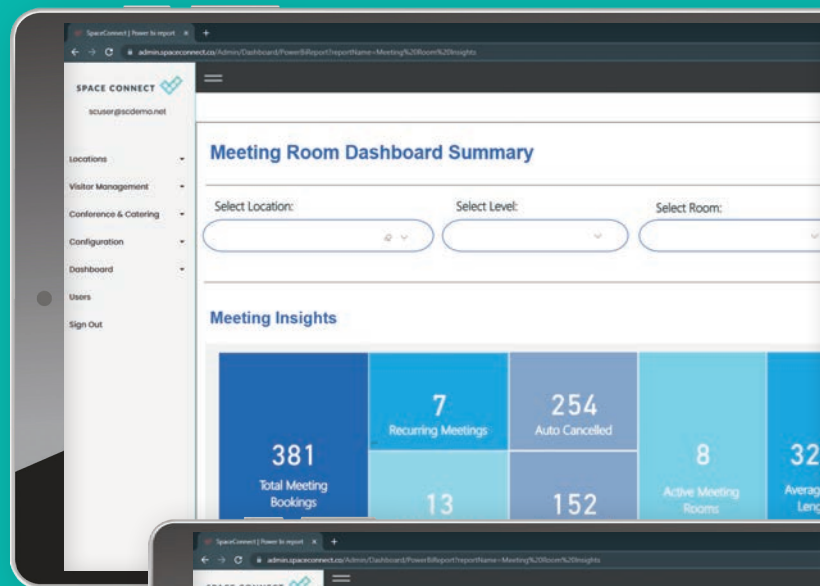 SpaceConnect | Power bi report
admin.spaceconnect.co/Admin/Dashboard/PowerBiReport?reportName=Meeting%20Room%20Insights
SPACE CONNECT
scuser@scdemo.net
Locations
Visitor Management
Conference & Catering
Configuration
Dashboard
Users
Sign Out
Meeting Room Dashboard Summary
Select Location:
Select Level:
Select Room:
Meeting Insights
381
Total Meeting
Bookings
7
Recurring Meetings
13
254
Auto Cancelled
152
8
Active Meeting
Rooms
32
SpaceConnect | Power bi report
admin.spaceconnect.co/Admin/Dashboard/PowerBiReport?reportName=Meeting%20Room%20Insights
SPACE CONNECT